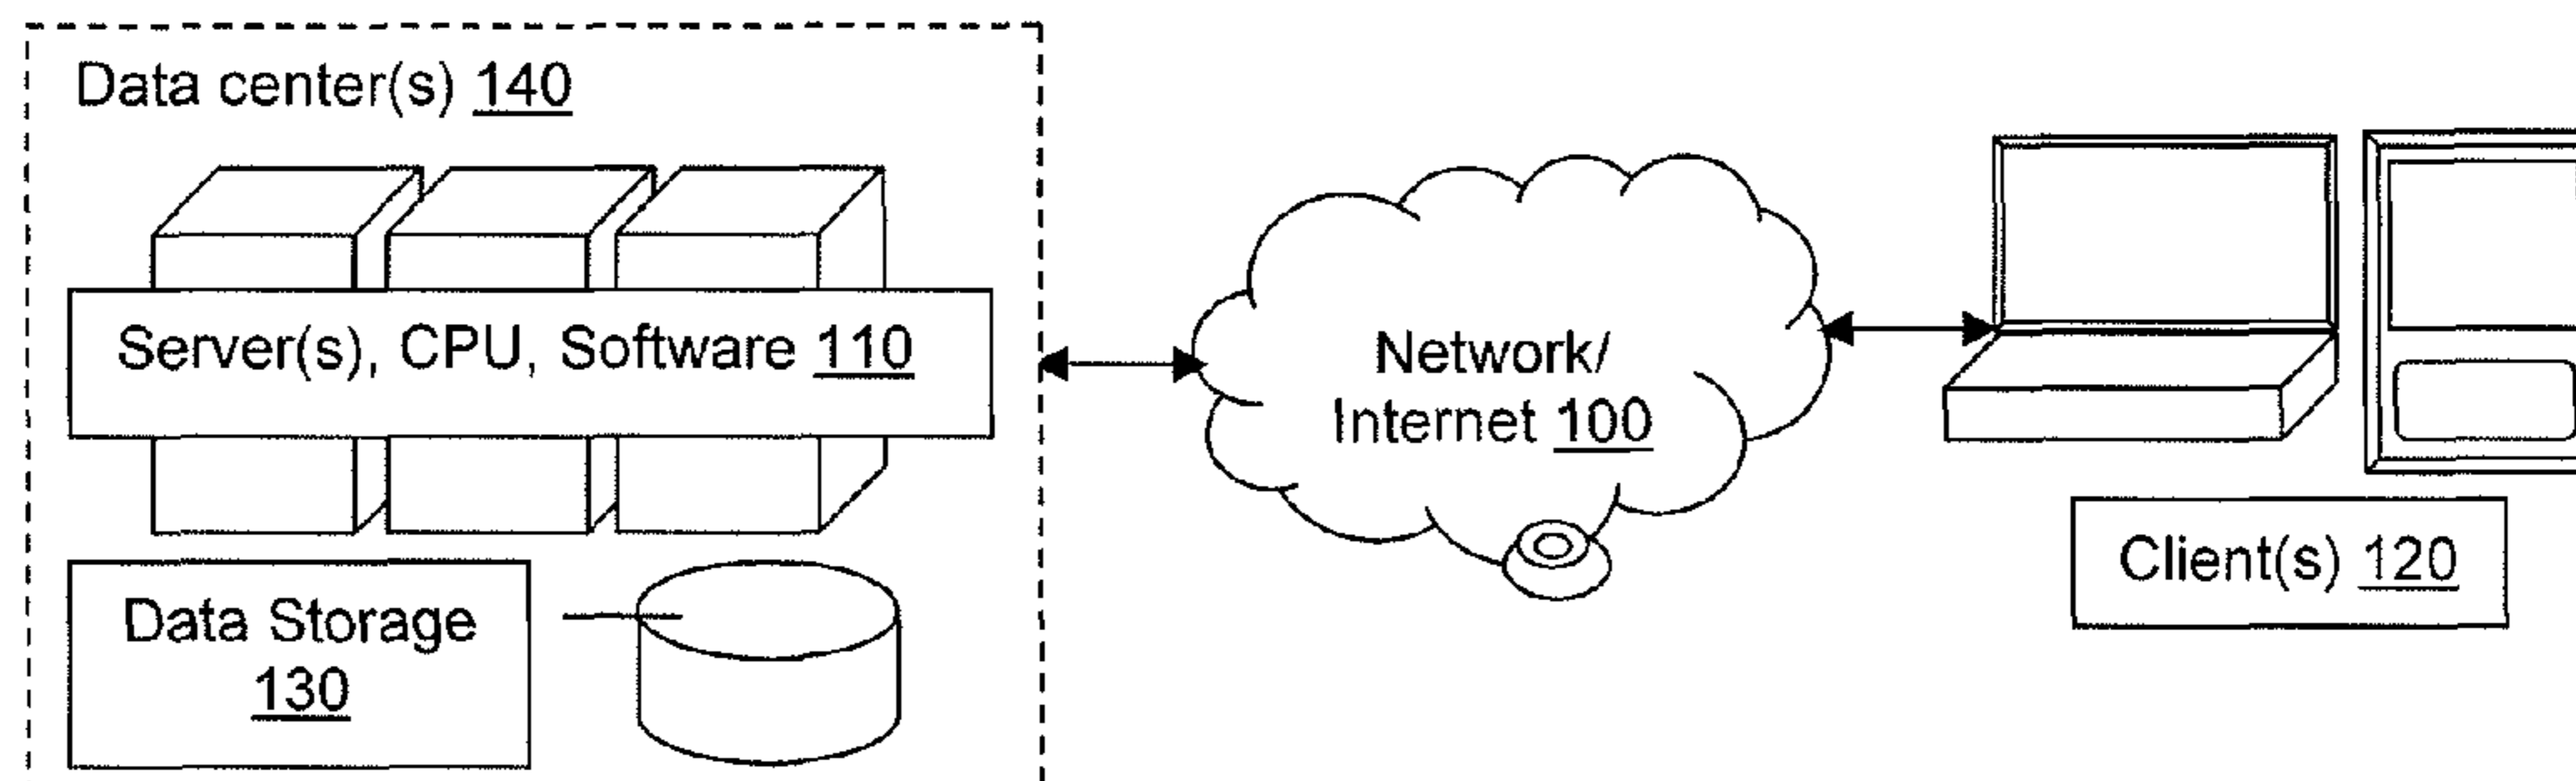 Data center(s) 140
Server(s), CPU, Software 110
Data Storage
130
Network/
Internet 100
Client(s) 120